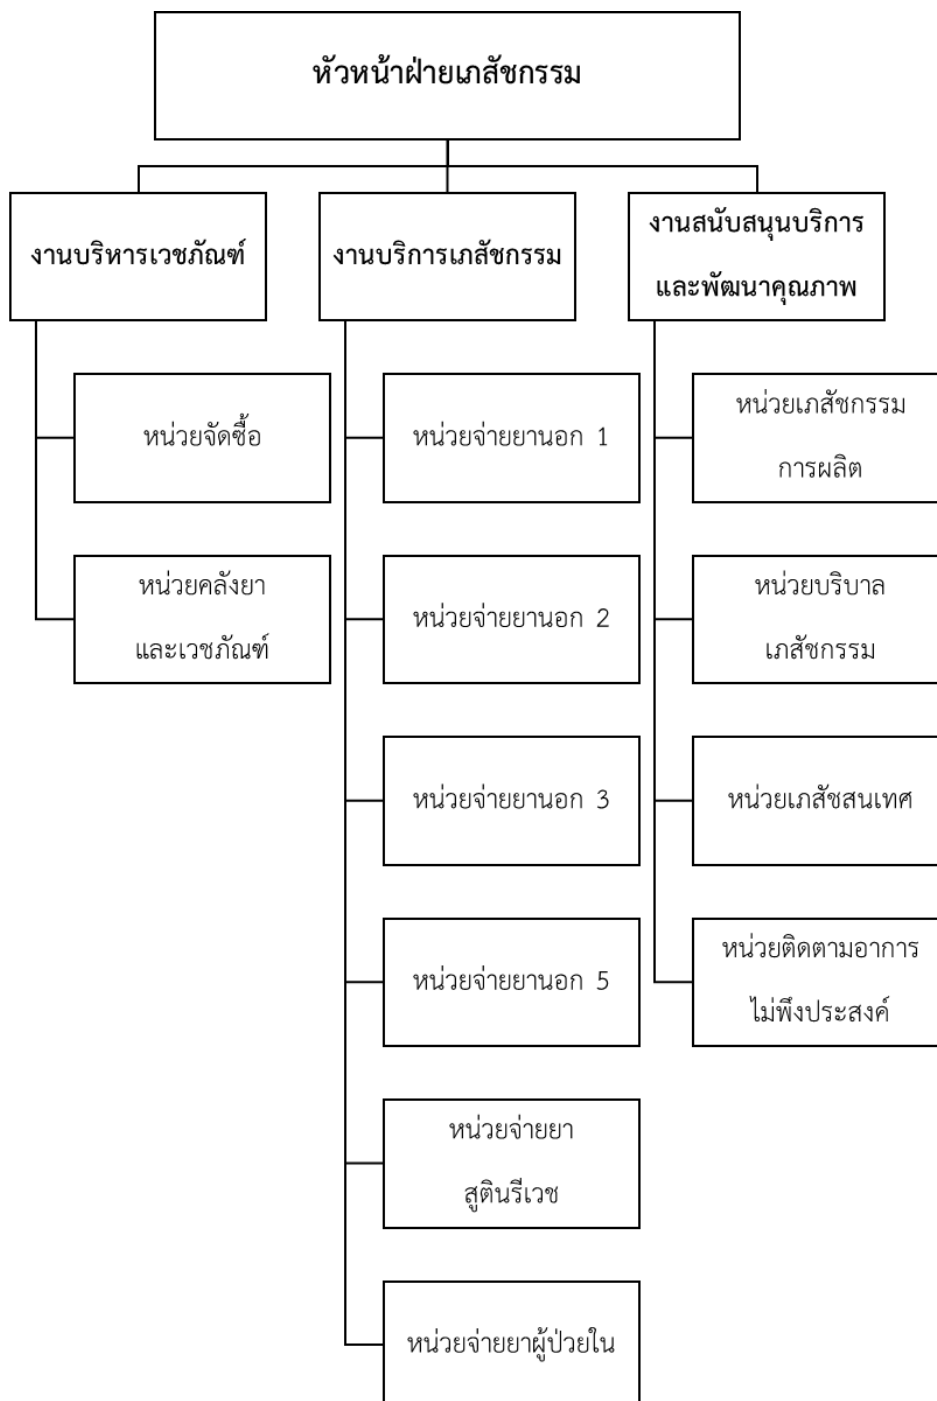 หัวหน้าฝ่ายเภสัชกรรม
งานบริหารเวชภัณฑ์
หน่วยจัดซื้อ
หน่วยคลังยา
และเวชภัณฑ์
งานบริการเภสัชกรรม
หน่วยจ่ายยานอก 1
หน่วยจ่ายยานอก 2
หน่วยจ่ายยานอก 3
หน่วยจ่ายยานอก 5
หน่วยจ่ายยา
สูตินรีเวช
หน่วยจ่ายยาผู้ป่วยใน
งานสนับสนุนบริการ
และพัฒนาคุณภาพ
หน่วยเภสัชกรรม
การผลิต
หน่วยบริบาล
เภสัชกรรม
หน่วยเภสัชสนเทศ
หน่วยติดตามอาการ
ไม่พึงประสงค์